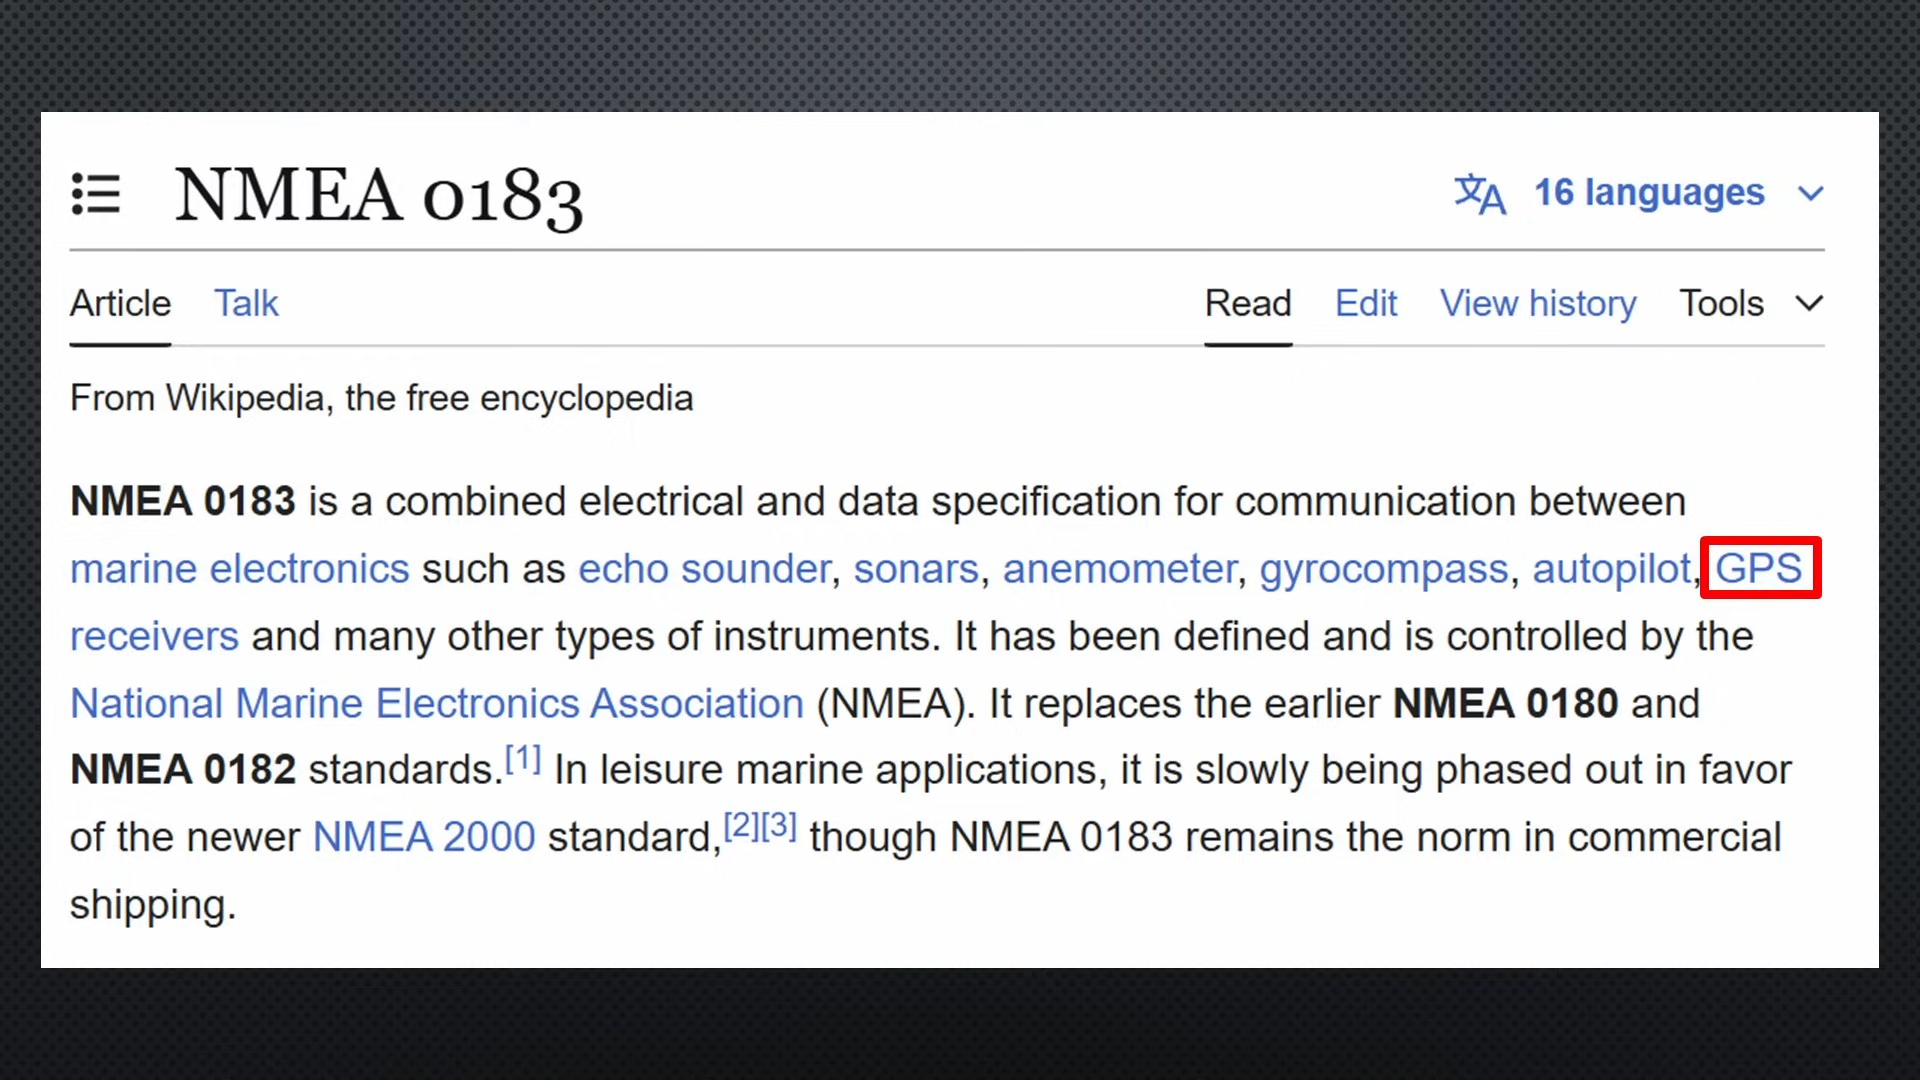 NMEA 0183
16 languages
Article Talk Read Edit View history Tools
From Wikipedia, the free encyclopedia
NMEA 0183 is a combined electrical and data specification for communication between
marine electronics such as echo sounder, sonars, anemometer, gyrocompass, autopilot, GPS
receivers and many other types of instruments. It has been defined and is controlled by the
National Marine Electronics Association (NMEA). It replaces the earlier NMEA 0180 and
NMEA 0182 standards.[1] In leisure marine applications, it is slowly being phased out in favor
of the newer NMEA 2000 standard,[2][3] though NMEA 0183 remains the norm in commercial
shipping.